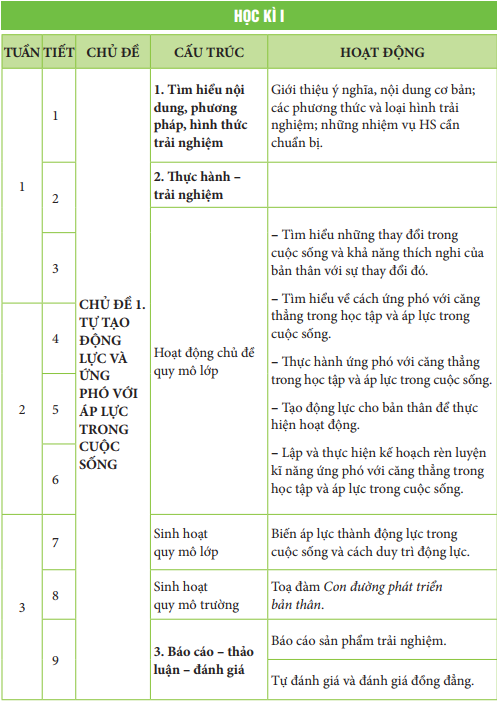 HỌC KÌ I
TUẦN TIẾT CHỦ ĐỀ CẤU TRÚC HOẠT ĐỘNG
1
1
1. Tìm hiểu nội
dung, phương
pháp, hình thức
trải nghiệm
Giới thiệu ý nghĩa, nội dung cơ bản;
các phương thức và loại hình trải
nghiệm; những nhiệm vụ HS cần
chuẩn bị.
2
2. Thực hành –
trải nghiệm
3
CHỦ ĐỀ 1.
TỰ TẠO
ĐỘNG
LỰC VÀ
ỨNG
PHÓ VỚI
ÁP LỰC
TRONG
CUỘC
SỐNG
Hoạt động chủ đề
quy mô lớp
– Tìm hiểu những thay đổi trong
cuộc sống và khả năng thích nghi của
bản thân với sự thay đổi đó.
– Tìm hiểu về cách ứng phó với căng
thẳng trong học tập và áp lực trong
cuộc sống.
– Thực hành ứng phó với căng thẳng
trong học tập và áp lực trong cuộc sống.
– Tạo động lực cho bản thân để thực
hiện hoạt động.
– Lập và thực hiện kế hoạch rèn luyện
kĩ năng ứng phó với căng thẳng trong
học tập và áp lực trong cuộc sống.
2
4
5
6
3
7
Sinh hoạt
quy mô lớp
Biến áp lực thành động lực trong
cuộc sống và cách duy trì động lực.
8
Sinh hoạt
quy mô trường
Toạ đàm Con đường phát triển
bản thân.
9
3. Báo cáo – thảo
luận – đánh giá
Báo cáo sản phẩm trải nghiệm.
Tự đánh giá và đánh giá đồng đẳng.